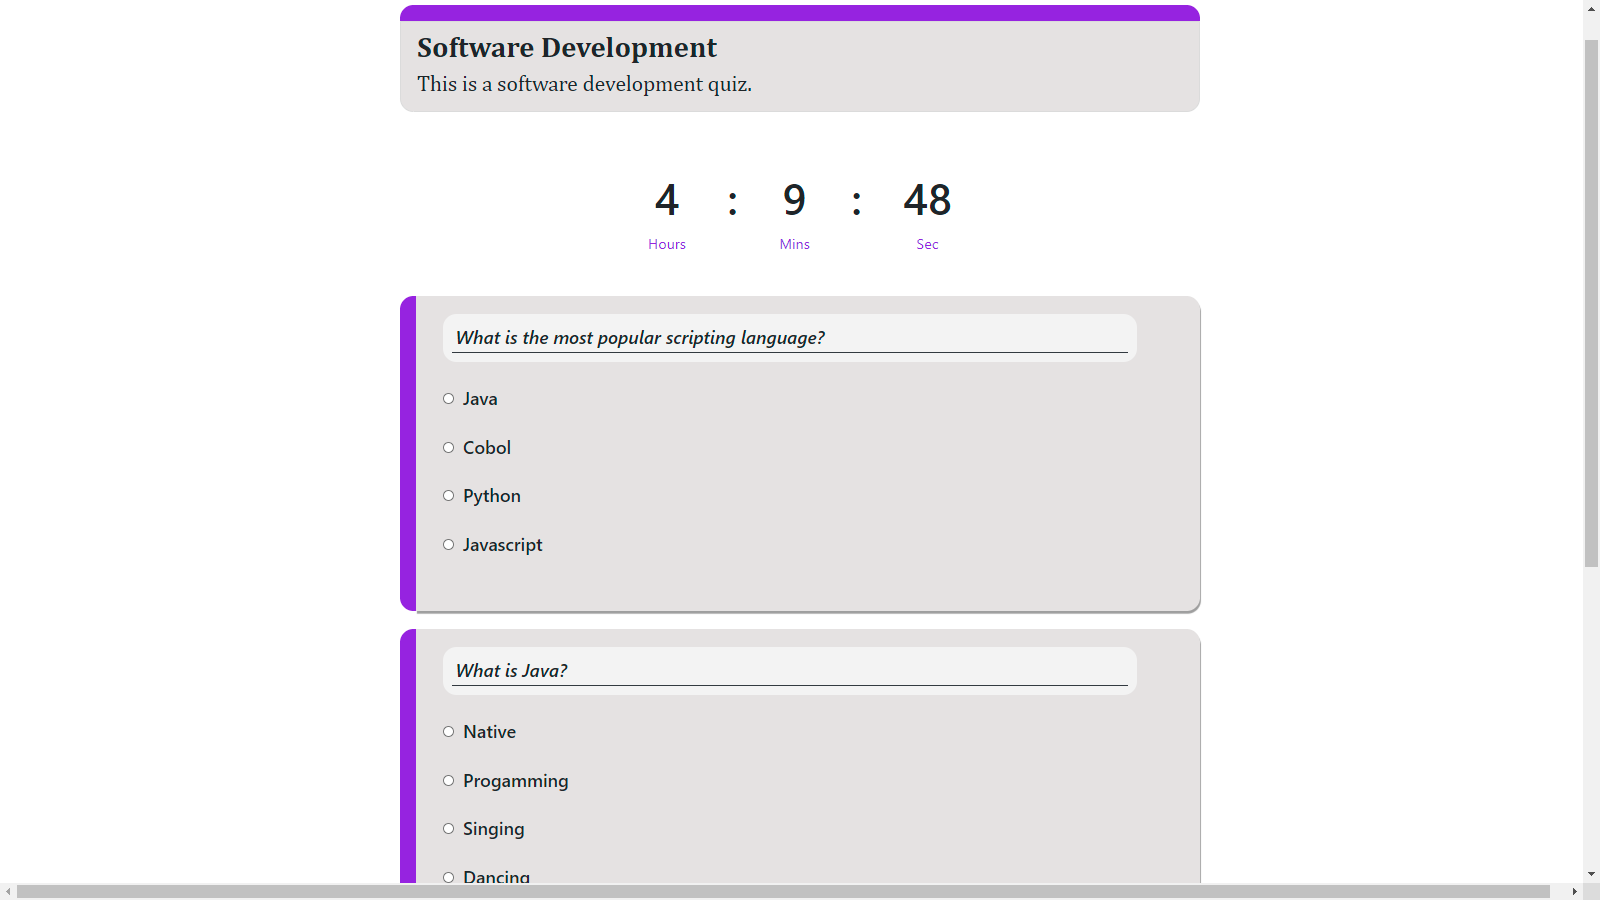 Software Development
This is a software development quiz.
4 : 9 : 48
Hours Mins Sec
What is the most popular scripting language?
Java
Cobol
Python
Javascript
What is Java?
Native
Progamming
Singing
Dancing